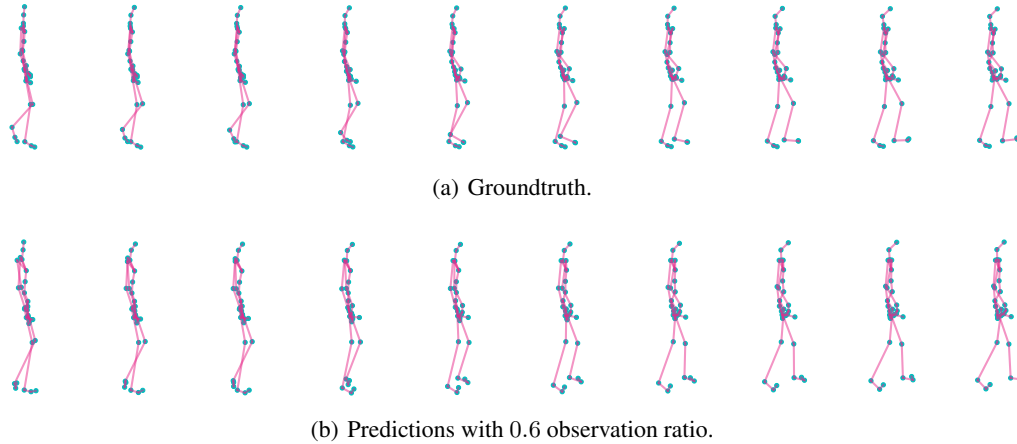 (a) Groundtruth.
(b) Predictions with 0.6 observation ratio.